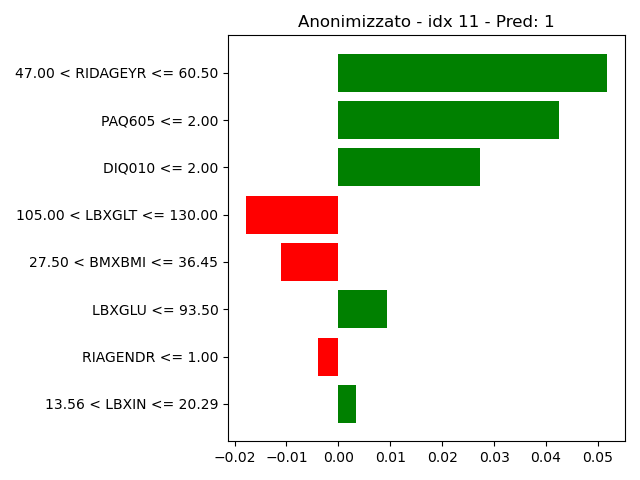 Anonimizzato - idx 11 - Pred: 1
47.00 < RIDAGEYR <= 60.50
PAQ605 <= 2.00
DIQ010 <= 2.00
105.00 < LBXGLT <= 130.00
27.50 < BMXBMI <= 36.45
LBXGLU <= 93.50
RIAGENDR <= 1.00
13.56 < LBXIN <= 20.29
−0.02 −0.01 0.00 0.01 0.02 0.03 0.04 0.05